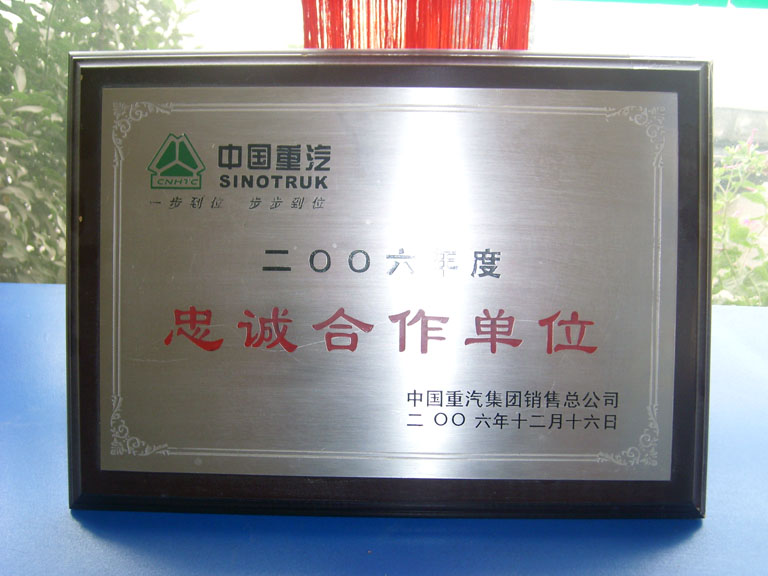 中国重汽
SINOTRUK
CNHTC
一步到位 步步到位
二〇〇六年度
忠诚合作单位
中国重汽集团销售总公司
二〇〇六年十二月十六日